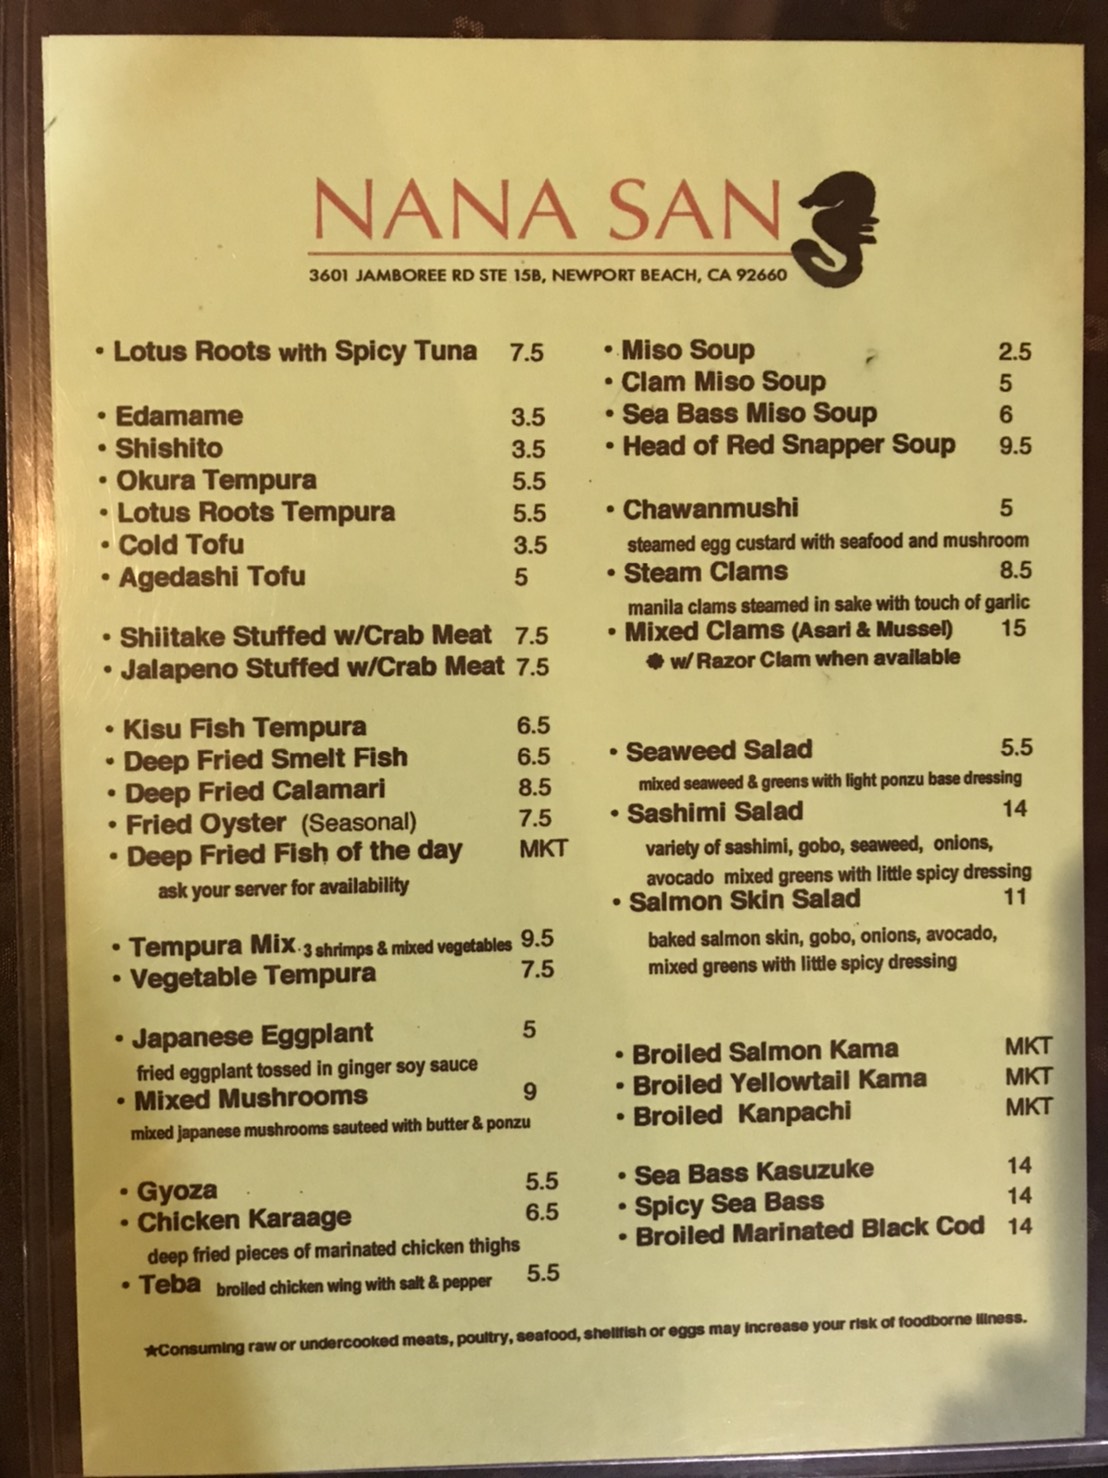 NANA SAN
3601 JAMBOREE RD STE 15B, NEWPORT BEACH, CA 92660
• Lotus Roots with Spicy Tuna 7.5
• Edamame 3.5
• Shishito 3.5
• Okura Tempura 5.5
• Lotus Roots Tempura 5.5
• Cold Tofu 3.5
• Agedashi Tofu 5
• Shiitake Stuffed w/Crab Meat 7.5
• Jalapeno Stuffed w/Crab Meat 7.5
• Kisu Fish Tempura 6.5
• Deep Fried Smelt Fish 6.5
• Deep Fried Calamari 8.5
• Fried Oyster (Seasonal) 7.5
• Deep Fried Fish of the day MKT
ask your server for availability
• Tempura Mix 3 shrimps & mixed vegetables 9.5
• Vegetable Tempura 7.5
• Japanese Eggplant 5
fried eggplant tossed in ginger soy sauce
• Mixed Mushrooms 9
mixed japanese mushrooms sauteed with butter & ponzu
• Gyoza 5.5
• Chicken Karaage 6.5
deep fried pieces of marinated chicken thighs
• Teba broiled chicken wing with salt & pepper 5.5
• Miso Soup 2.5
• Clam Miso Soup 5
• Sea Bass Miso Soup 6
• Head of Red Snapper Soup 9.5
• Chawanmushi 5
steamed egg custard with seafood and mushroom
• Steam Clams 8.5
manila clams steamed in sake with touch of garlic
• Mixed Clams (Asari & Mussel) 15
w/ Razor Clam when available
• Seaweed Salad 5.5
mixed seaweed & greens with light ponzu base dressing
• Sashimi Salad 14
variety of sashimi, gobo, seaweed, onions,
avocado mixed greens with little spicy dressing
• Salmon Skin Salad 11
baked salmon skin, gobo, onions, avocado,
mixed greens with little spicy dressing
• Broiled Salmon Kama MKT
• Broiled Yellowtail Kama MKT
• Broiled Kanpachi MKT
• Sea Bass Kasuzuke 14
• Spicy Sea Bass 14
• Broiled Marinated Black Cod 14
★Consuming raw or undercooked meats, poultry, seafood, shellfish or eggs may increase your risk of foodborne illness.